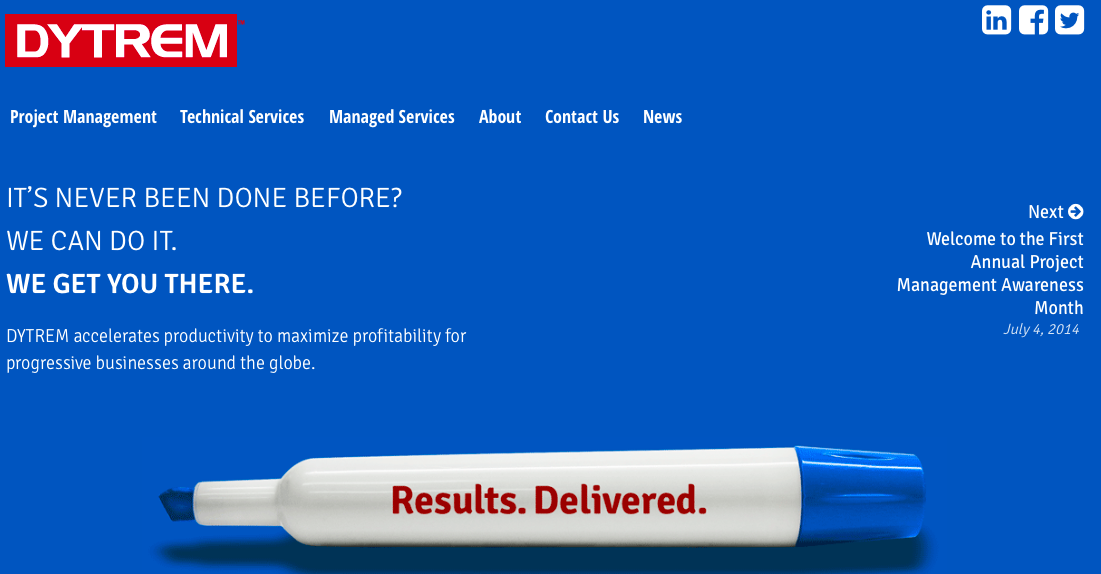 DYTREM
Project Management Technical Services Managed Services About Contact Us News
IT’S NEVER BEEN DONE BEFORE?
WE CAN DO IT.
WE GET YOU THERE.
DYTREM accelerates productivity to maximize profitability for
progressive businesses around the globe.
Next
Welcome to the First
Annual Project
Management Awareness
Month
July 4, 2014
Results. Delivered.